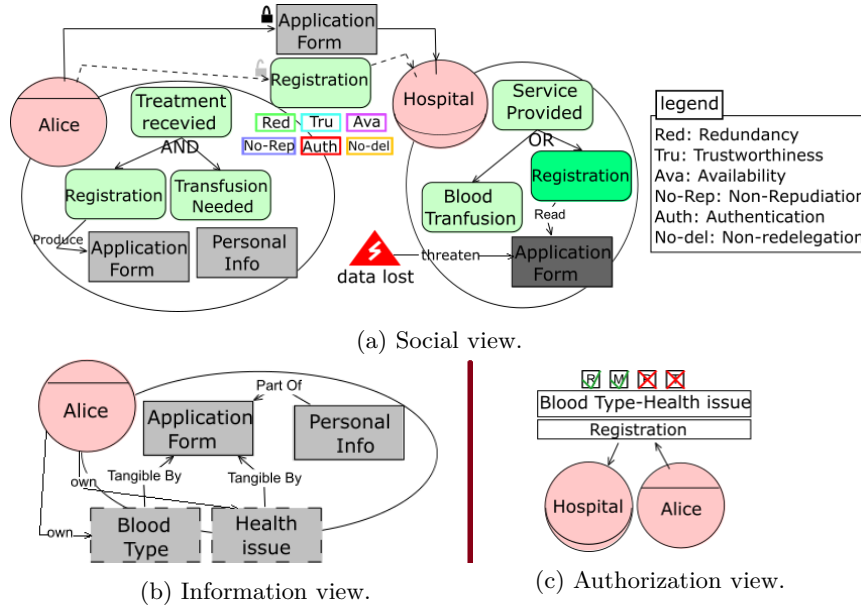 Application
Form
Registration
Alice
Hospital
Treatment
recevied
AND
Registration
Transfusion
Needed
Produce
Application
Form
Personal
Info
Red
Tru
Ava
No-Rep
Auth
No-del
Service
Provided
OR
Blood
Tranfusion
Registration
Read
Application
Form
threaten
data lost
legend
Red: Redundancy
Tru: Trustworthiness
Ava: Availability
No-Rep: Non-Repudiation
Auth: Authentication
No-del: Non-redelegation
(a) Social view.
Alice
Part Of
Application
Form
Personal
Info
Tangible By
Tangible By
own
own
Blood
Type
Health
issue
(b) Information view.
R M P T
Blood Type-Health issue
Registration
Hospital
Alice
(c) Authorization view.